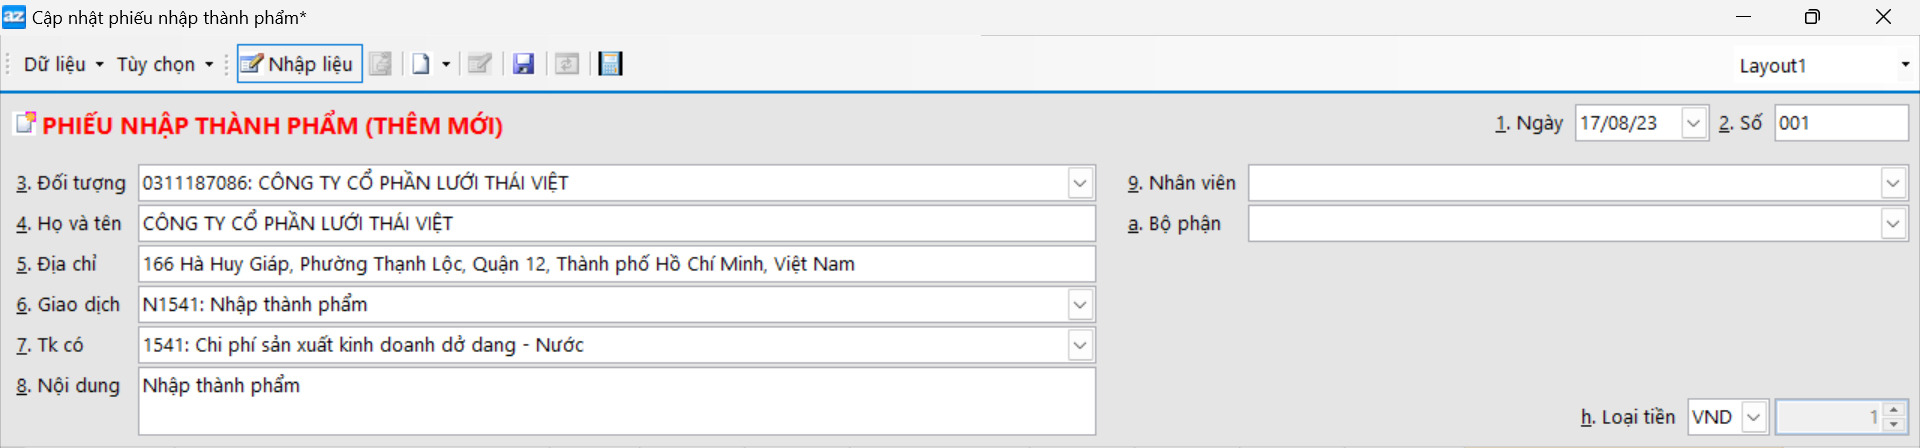 az Cập nhật phiếu nhập thành phẩm*
Dữ liệu Tùy chọn Nhập liệu Layout1
PHIẾU NHẬP THÀNH PHẨM (THÊM MỚI) 1. Ngày 17/08/23 2. Số 001
3. Đối tượng 0311187086: CÔNG TY CỔ PHẦN LƯỚI THÁI VIỆT 9. Nhân viên
4. Họ và tên CÔNG TY CỔ PHẦN LƯỚI THÁI VIỆT a. Bộ phận
5. Địa chỉ 166 Hà Huy Giáp, Phường Thạnh Lộc, Quận 12, Thành phố Hồ Chí Minh, Việt Nam
6. Giao dịch N1541: Nhập thành phẩm
7. Tk có 1541: Chi phí sản xuất kinh doanh dở dang - Nước
8. Nội dung Nhập thành phẩm
h. Loại tiền VND 1